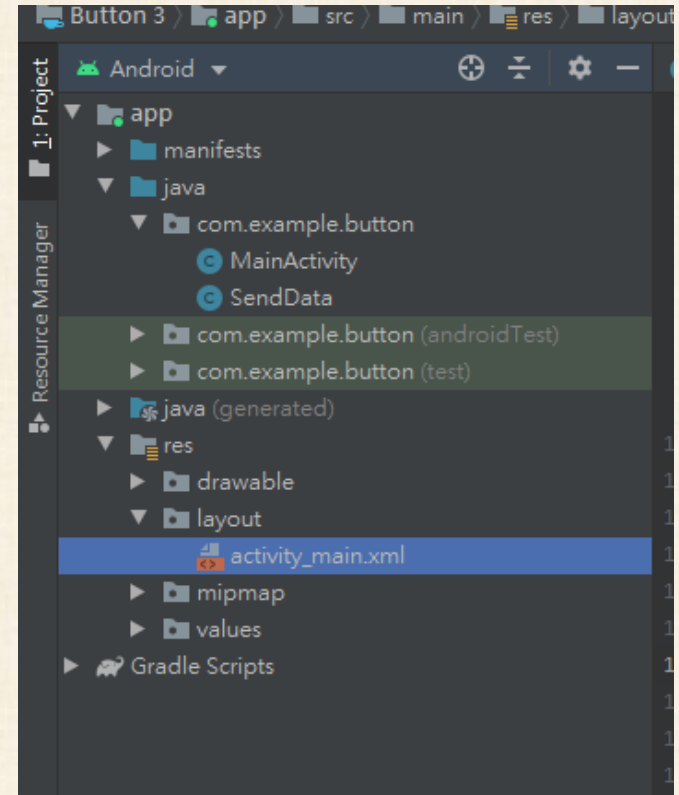 Button 3 〉 app 〉 src 〉 main 〉 res 〉 layout
1: Project
Resource Manager
Android
app
manifests
java
com.example.button
MainActivity
SendData
com.example.button (androidTest)
com.example.button (test)
java (generated)
res
drawable
layout
activity_main.xml
mipmap
values
Gradle Scripts